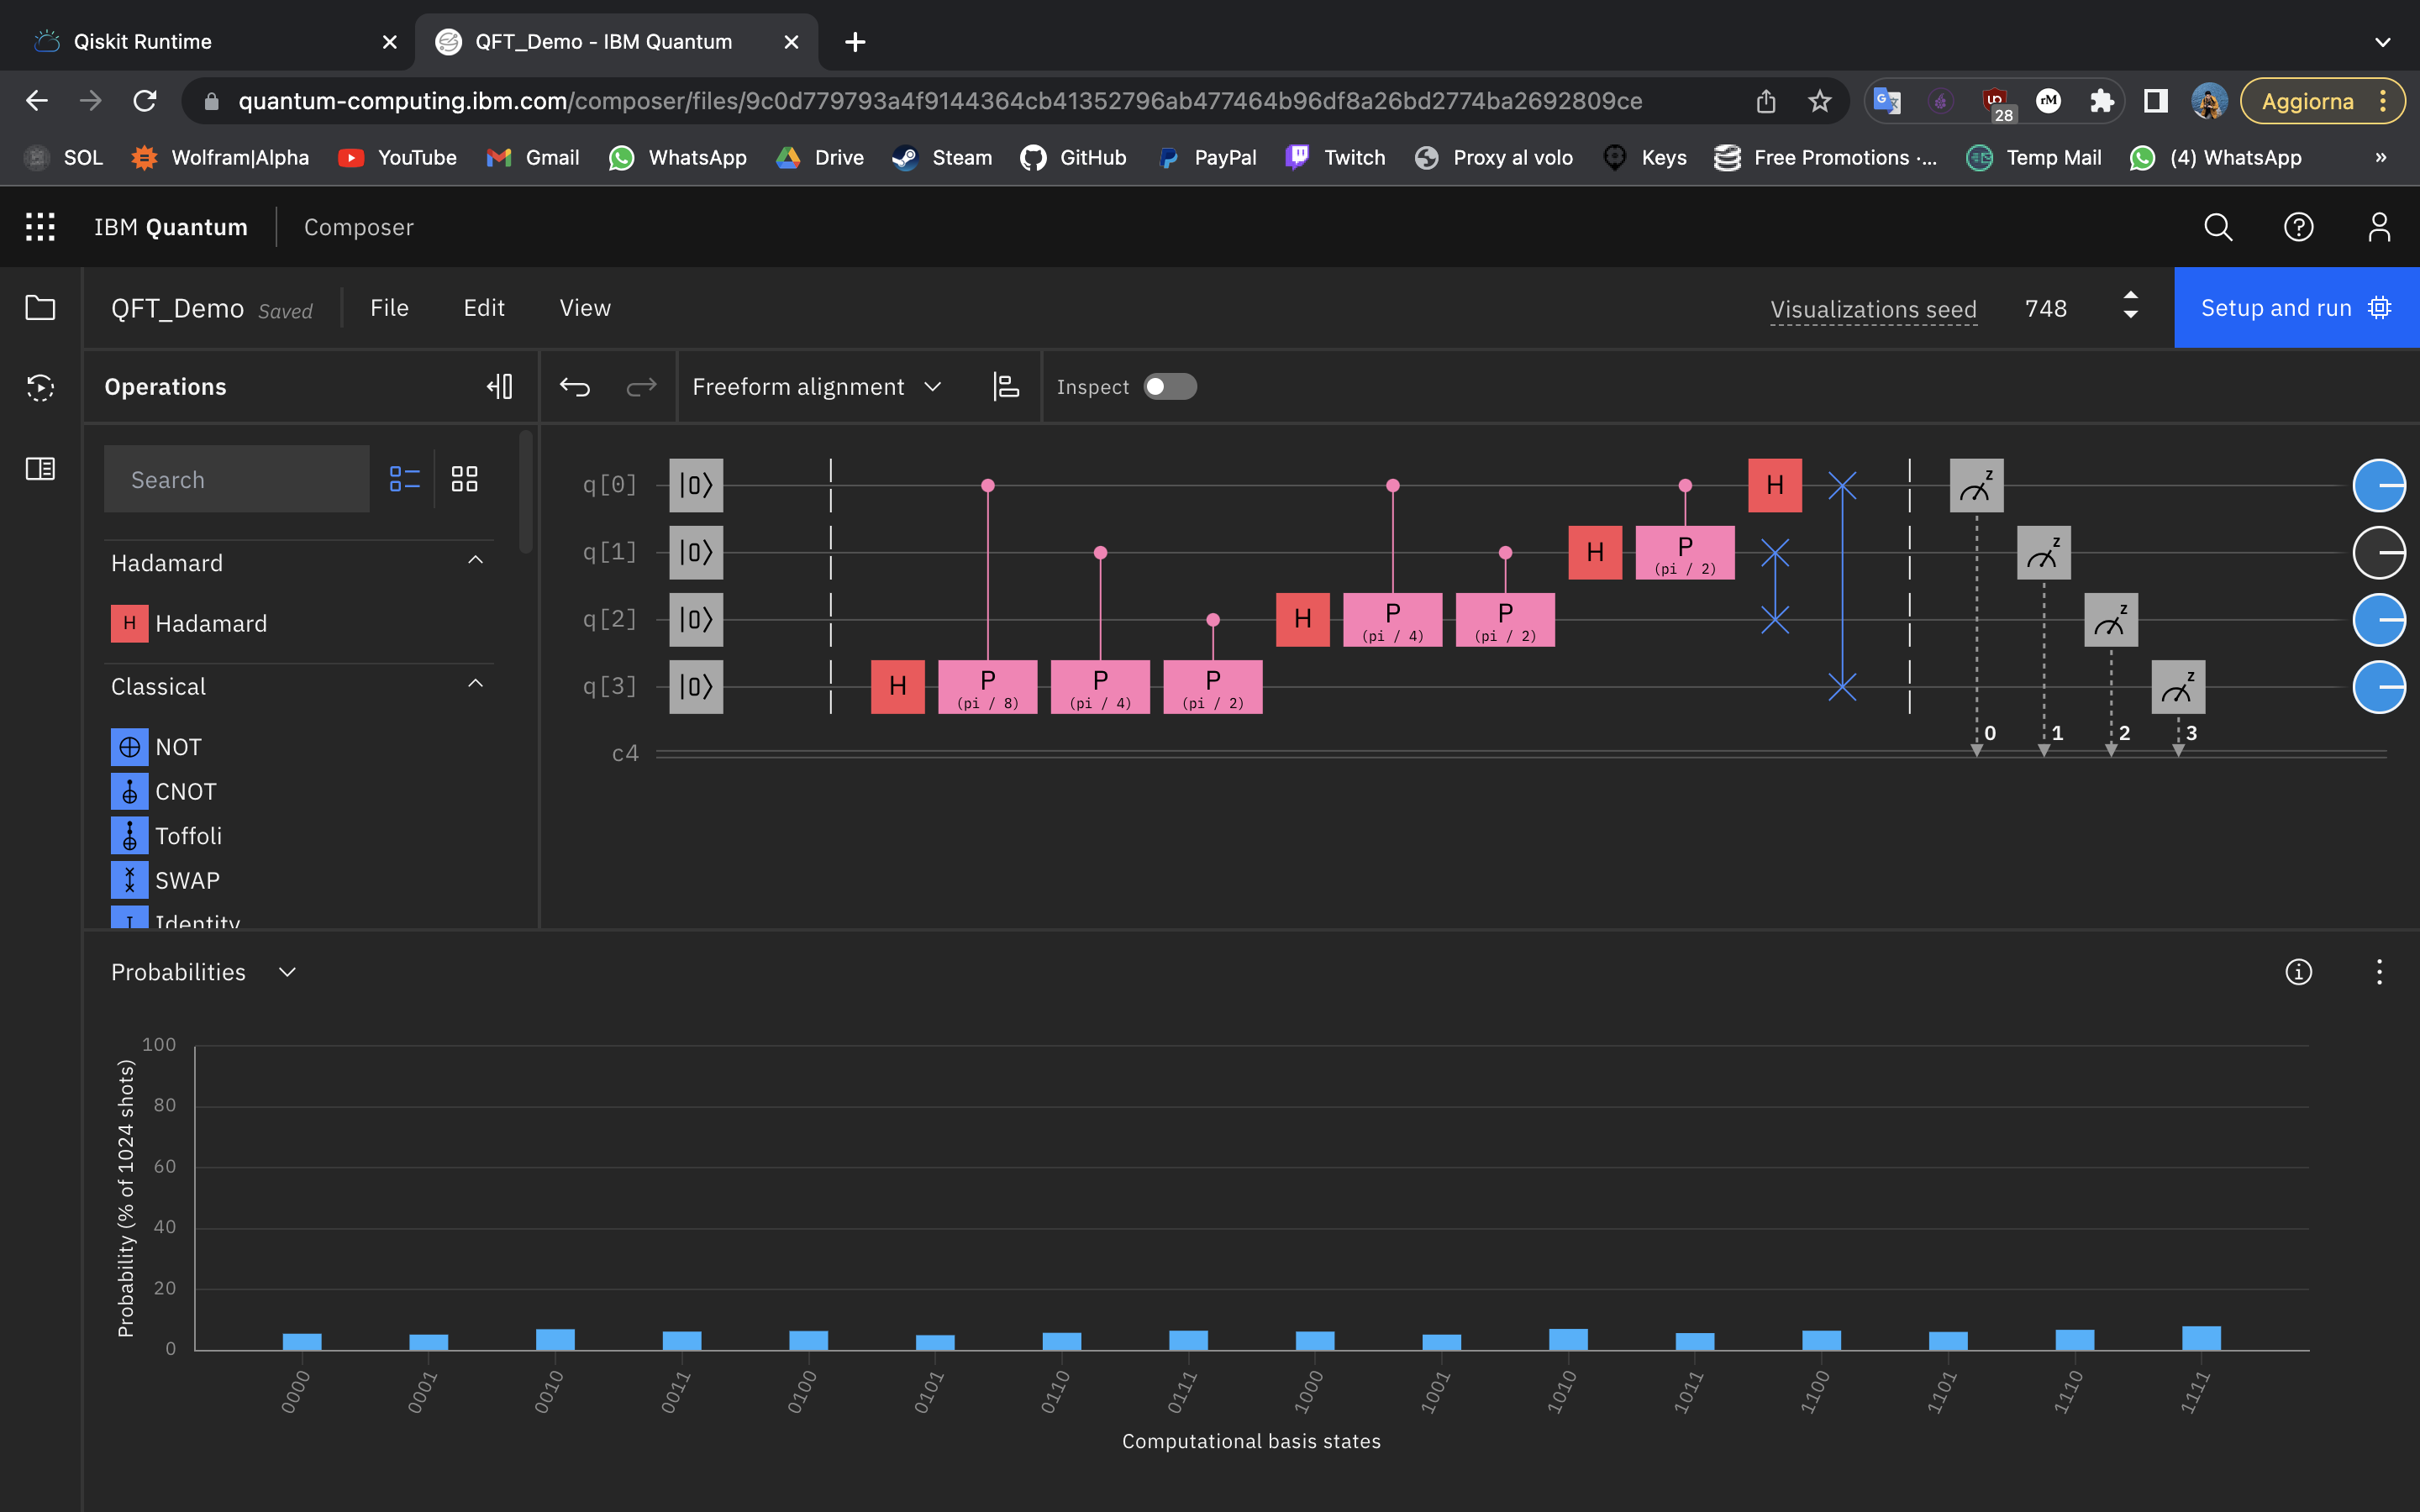 Qiskit Runtime
QFT_Demo - IBM Quantum
quantum-computing.ibm.com/composer/files/9c0d779793a4f9144364cb41352796ab477464b96df8a26bd2774ba2692809ce
28
rM
Aggiorna
SOL
Wolfram|Alpha
YouTube
Gmail
WhatsApp
Drive
Steam
GitHub
PayPal
Twitch
Proxy al volo
Keys
Free Promotions ·...
Temp Mail
(4) WhatsApp
»
IBM Quantum
Composer
QFT_Demo Saved
File
Edit
View
Visualizations seed
748
Setup and run
Operations
Freeform alignment
Inspect
Search
Hadamard
H Hadamard
Classical
NOT
CNOT
Toffoli
SWAP
I Identity
q[0] |0⟩ H z
q[1] |0⟩ H P (pi / 2) z
q[2] |0⟩ H P (pi / 4) P (pi / 2) z
q[3] |0⟩ H P (pi / 8) P (pi / 4) P (pi / 2) z
0 1 2 3
c4
Probabilities
Probability (% of 1024 shots)
100
80
60
40
20
0
0000 0001 0010 0011 0100 0101 0110 0111 1000 1001 1010 1011 1100 1101 1110 1111
Computational basis states